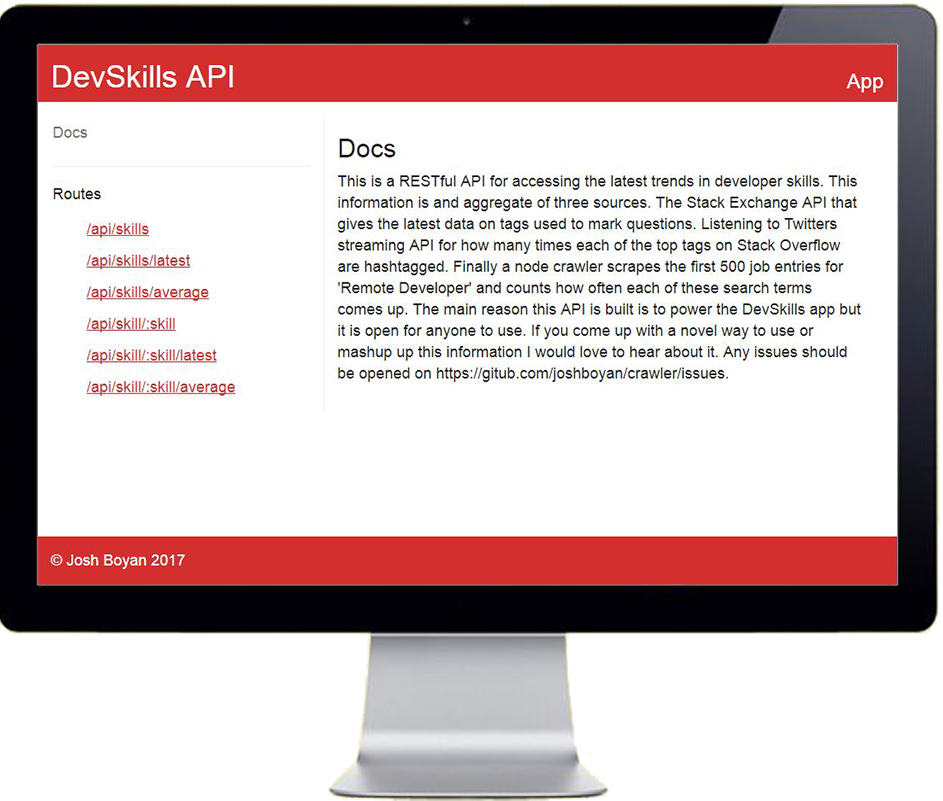 DevSkills API
App
Docs
Routes
/api/skills
/api/skills/latest
/api/skills/average
/api/skill/:skill
/api/skill/:skill/latest
/api/skill/:skill/average
Docs
This is a RESTful API for accessing the latest trends in developer skills. This
information is and aggregate of three sources. The Stack Exchange API that
gives the latest data on tags used to mark questions. Listening to Twitters
streaming API for how many times each of the top tags on Stack Overflow
are hashtagged. Finally a node crawler scrapes the first 500 job entries for
'Remote Developer' and counts how often each of these search terms
comes up. The main reason this API is built is to power the DevSkills app but
it is open for anyone to use. If you come up with a novel way to use or
mashup up this information I would love to hear about it. Any issues should
be opened on https://gitub.com/joshboyan/crawler/issues.
© Josh Boyan 2017